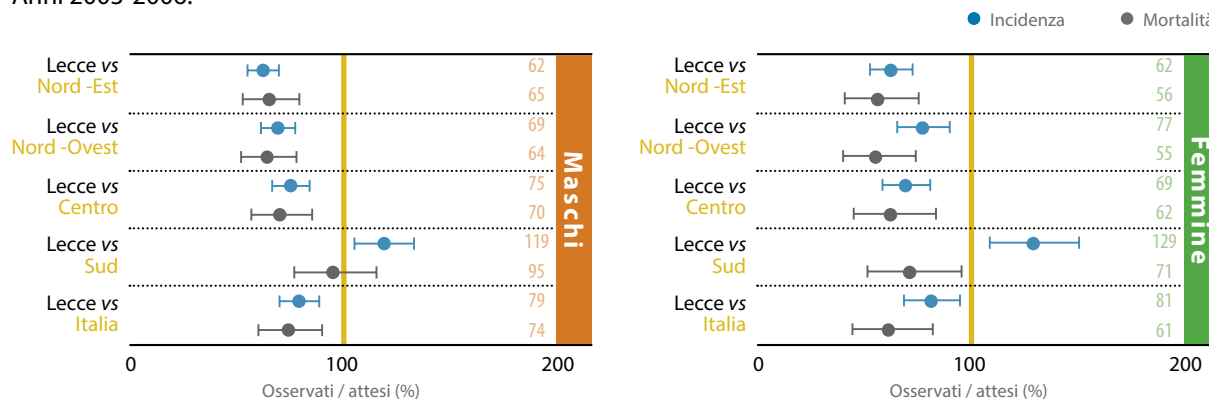 Anni 2003-2006.
Incidenza Mortalità
Lecce vs
Nord -Est
62
65
Lecce vs
Nord -Ovest
69
64
Lecce vs
Centro
75
70
Lecce vs
Sud
119
95
Lecce vs
Italia
79
74
Maschi
0 100 200
Osservati / attesi (%)
Lecce vs
Nord -Est
62
56
Lecce vs
Nord -Ovest
77
55
Lecce vs
Centro
69
62
Lecce vs
Sud
129
71
Lecce vs
Italia
81
61
Femmine
0 100 200
Osservati / attesi (%)